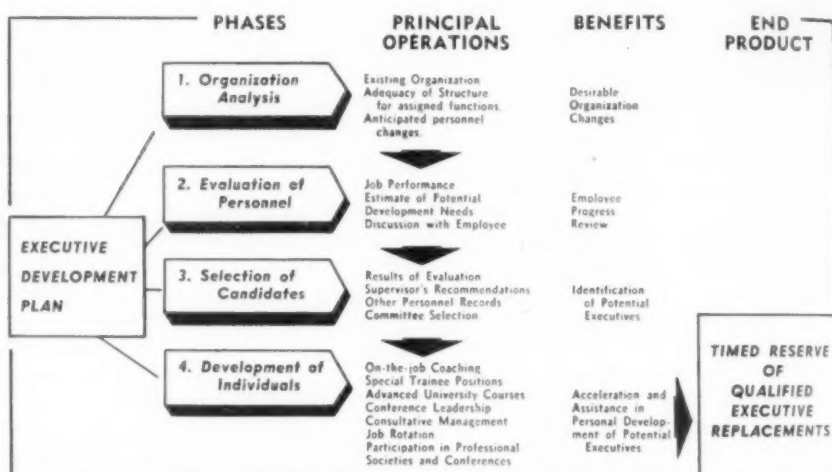 PHASES
PRINCIPAL
OPERATIONS
BENEFITS
END
PRODUCT
EXECUTIVE
DEVELOPMENT
PLAN
1. Organization
Analysis
Existing Organization
Adequacy of Structure
for assigned functions.
Anticipated personnel
changes.
Desirable
Organization
Changes
2. Evaluation of
Personnel
Job Performance
Estimate of Potential
Development Needs
Discussion with Employee
Employee
Progress
Review
3. Selection of
Candidates
Results of Evaluation
Supervisor's Recommendations
Other Personnel Records
Committee Selection
Identification
of Potential
Executives
4. Development of
Individuals
On-the-job Coaching
Special Trainee Positions
Advanced University Courses
Conference Leadership
Consultative Management
Job Rotation
Participation in Professional
Societies and Conferences
Acceleration and
Assistance in
Personal Develop-
ment of Potential
Executives
TIMED RESERVE
OF
QUALIFIED
EXECUTIVE
REPLACEMENTS